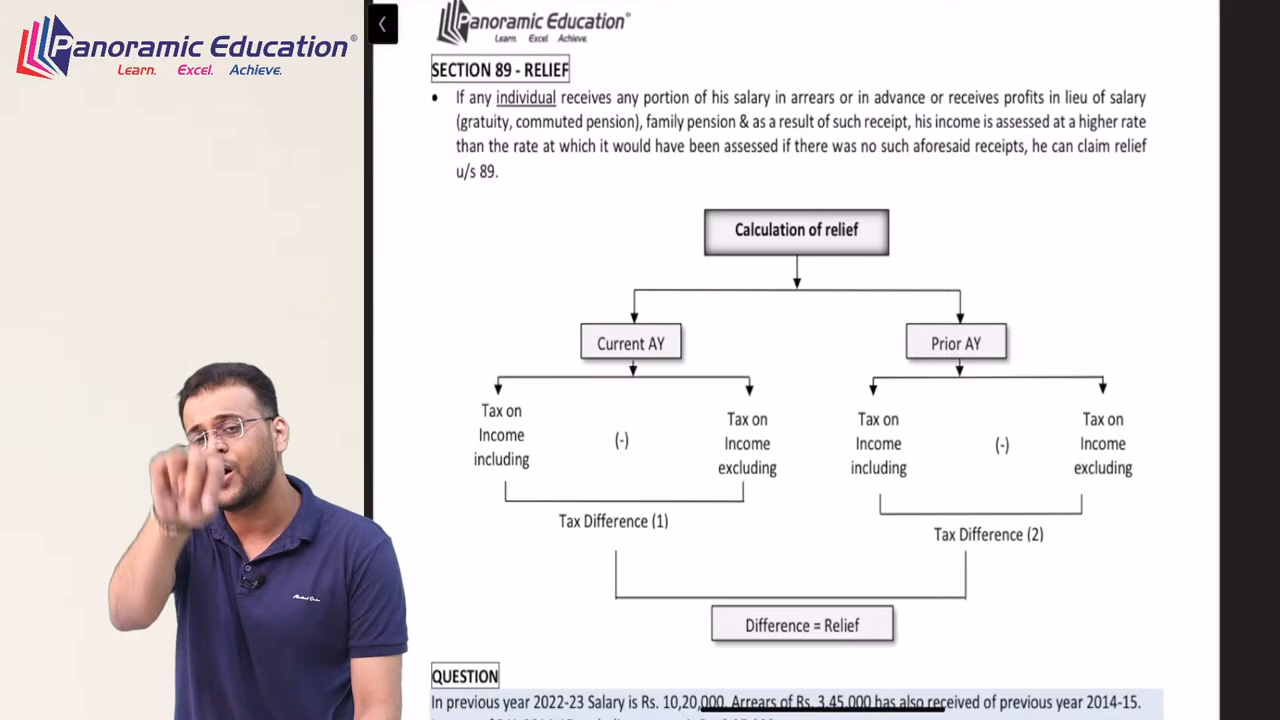 Panoramic Education®
Learn. Excel. Achieve.
Panoramic Education®
Learn. Excel. Achieve.
SECTION 89 - RELIEF
• If any individual receives any portion of his salary in arrears or in advance or receives profits in lieu of salary
(gratuity, commuted pension), family pension & as a result of such receipt, his income is assessed at a higher rate
than the rate at which it would have been assessed if there was no such aforesaid receipts, he can claim relief
u/s 89.
Calculation of relief
Current AY
Prior AY
Tax on
Income
including
(-)
Tax on
Income
excluding
Tax on
Income
including
(-)
Tax on
Income
excluding
Tax Difference (1)
Tax Difference (2)
Difference = Relief
QUESTION
In previous year 2022-23 Salary is Rs. 10,20,000. Arrears of Rs. 3,45,000 has also received of previous year 2014-15.